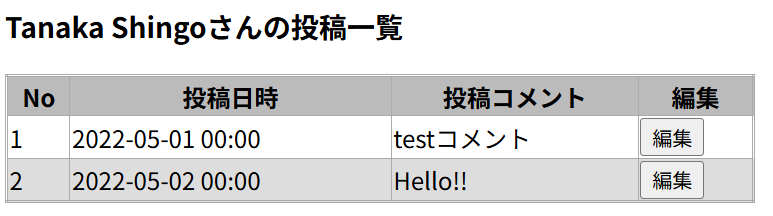 Tanaka Shingoさんの投稿一覧
No 投稿日時 投稿コメント 編集
1 2022-05-01 00:00 testコメント 編集
2 2022-05-02 00:00 Hello!! 編集